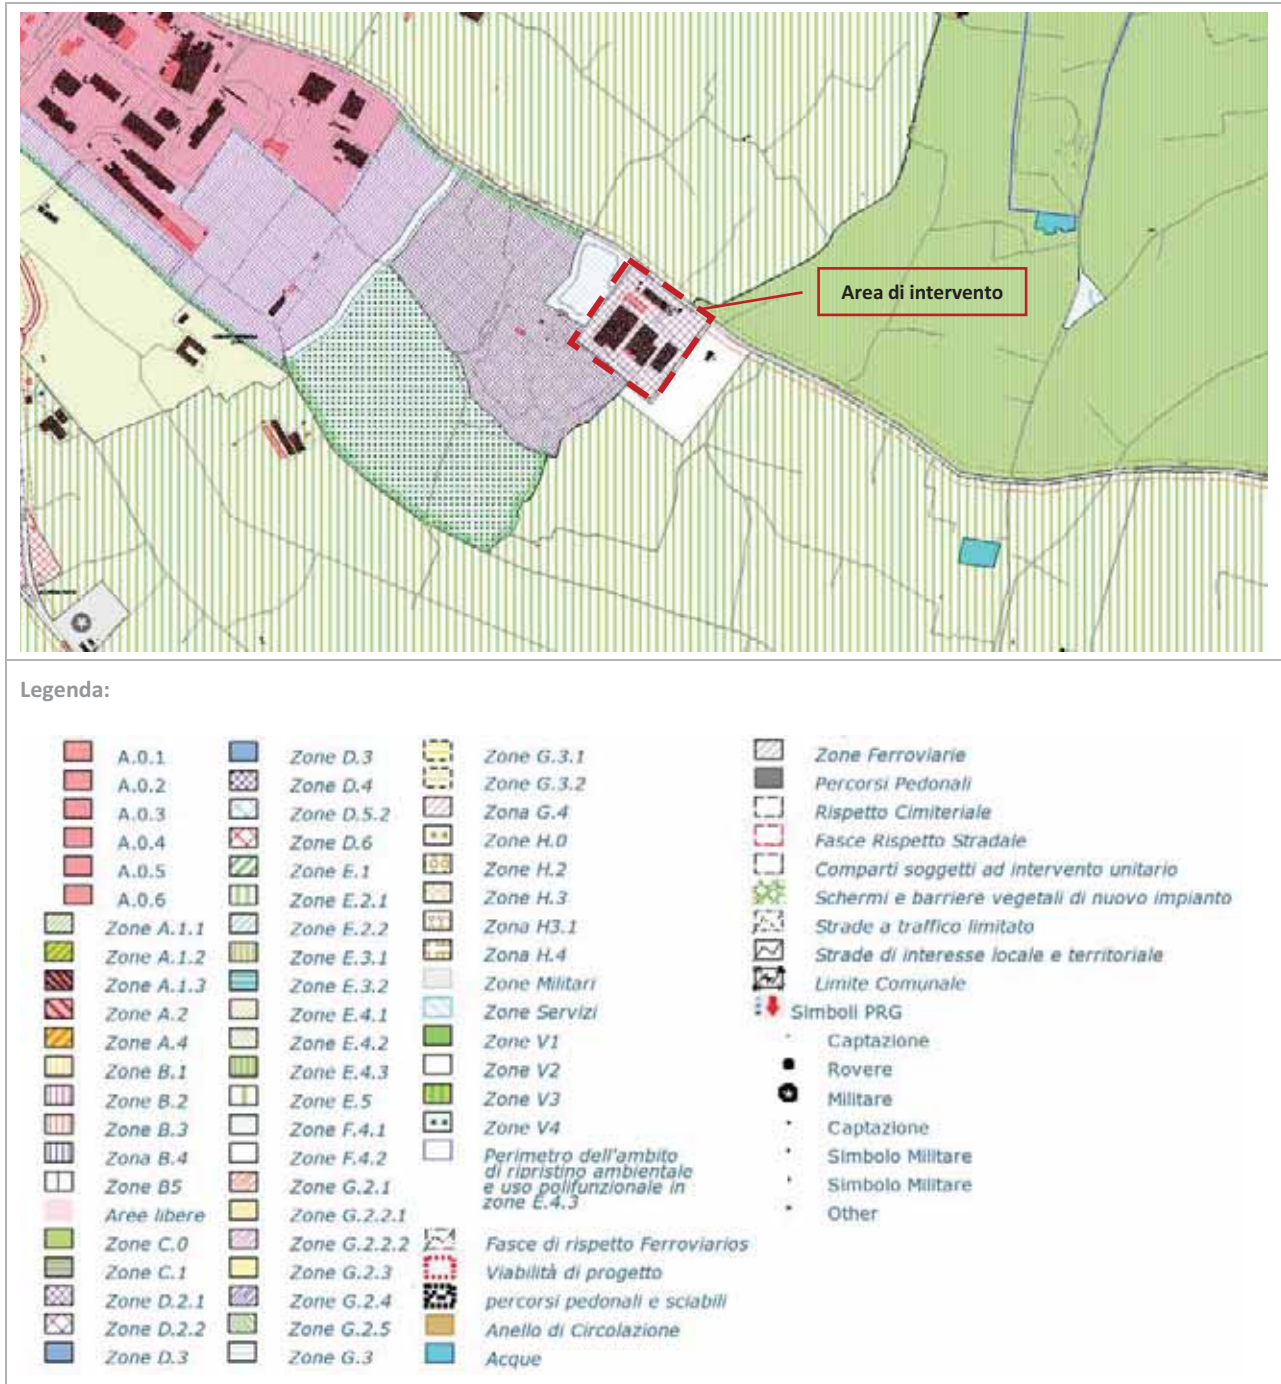 Area di intervento
Legenda:
A.0.1
A.0.2
A.0.3
A.0.4
A.0.5
A.0.6
Zone A.1.1
Zone A.1.2
Zone A.1.3
Zone A.2
Zone A.4
Zone B.1
Zone B.2
Zone B.3
Zona B.4
Zone B5
Aree libere
Zone C.0
Zone C.1
Zone D.2.1
Zone D.2.2
Zone D.3
Zone D.3
Zone D.4
Zone D.5.2
Zone D.6
Zone E.1
Zone E.2.1
Zone E.2.2
Zone E.3.1
Zone E.3.2
Zone E.4.1
Zone E.4.2
Zone E.4.3
Zone E.5
Zone F.4.1
Zone F.4.2
Zone G.2.1
Zone G.2.2.1
Zone G.2.2.2
Zone G.2.3
Zone G.2.4
Zone G.2.5
Zone G.3
Zone G.3.1
Zone G.3.2
Zona G.4
Zone H.0
Zone H.2
Zone H.3
Zona H3.1
Zona H.4
Zone Militari
Zone Servizi
Zone V1
Zone V2
Zone V3
Zone V4
Perimetro dell'ambito
di ripristino ambientale
e uso polifunzionale in
zone E.4.3
Fasce di rispetto Ferroviarios
Viabilità di progetto
percorsi pedonali e sciabili
Anello di Circolazione
Acque
Zone Ferroviarie
Percorsi Pedonali
Rispetto Cimiteriale
Fasce Rispetto Stradale
Comparti soggetti ad intervento unitario
Schermi e barriere vegetali di nuovo impianto
Strade a traffico limitato
Strade di interesse locale e territoriale
Limite Comunale
Simboli PRG
Captazione
Rovere
Militare
Captazione
Simbolo Militare
Simbolo Militare
Other